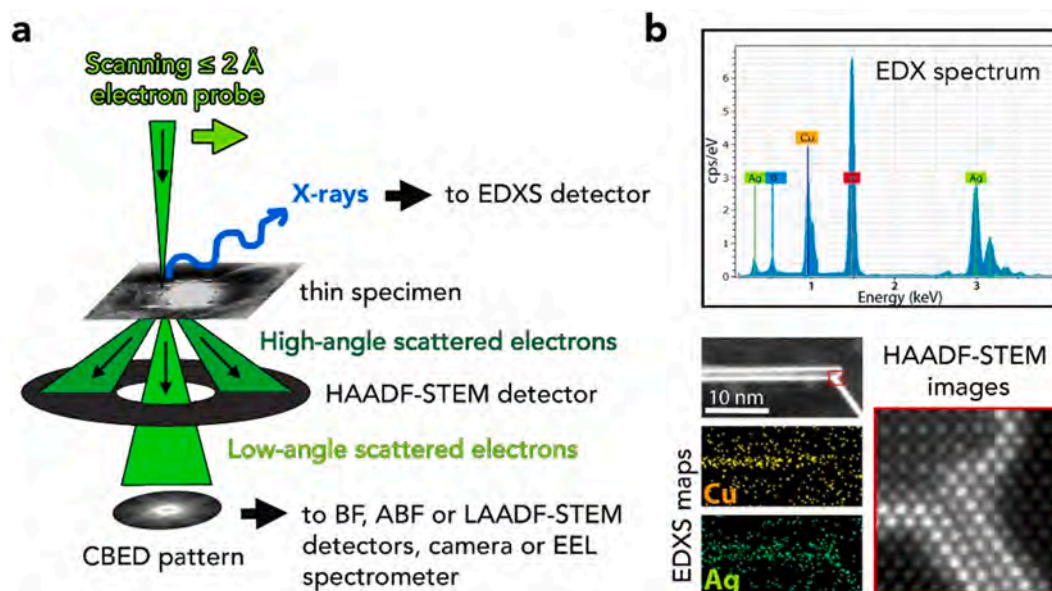 a
Scanning ≤ 2 Å
electron probe
X-rays
to EDXS detector
thin specimen
High-angle scattered electrons
HAADF-STEM detector
Low-angle scattered electrons
CBED pattern
to BF, ABF or LAADF-STEM
detectors, camera or EEL
spectrometer
b
EDX spectrum
cps/eV
6
5
4
3
2
1
0
Ag
Cu
Ag
1
2
3
Energy (keV)
10 nm
HAADF-STEM
images
EDXS maps
Cu
Ag